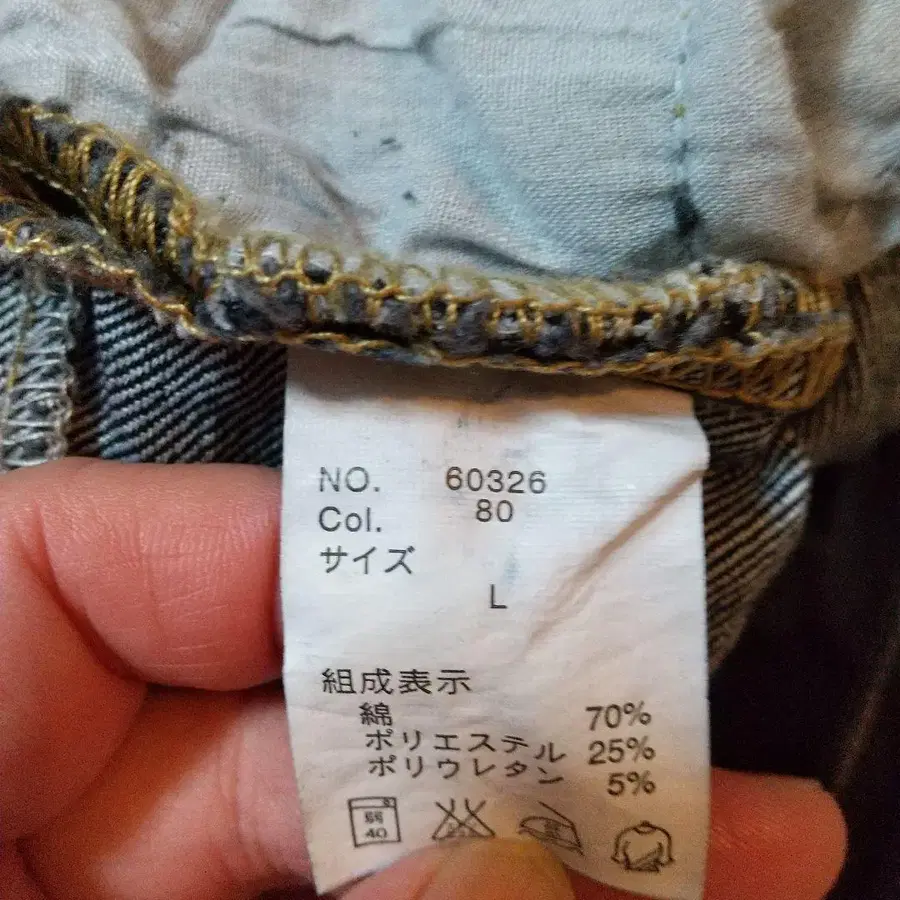 NO. 60326
Col. 80
サイズ
L
組成表示
綿 70%
ポリエステル 25%
ポリウレタン 5%
弱
40